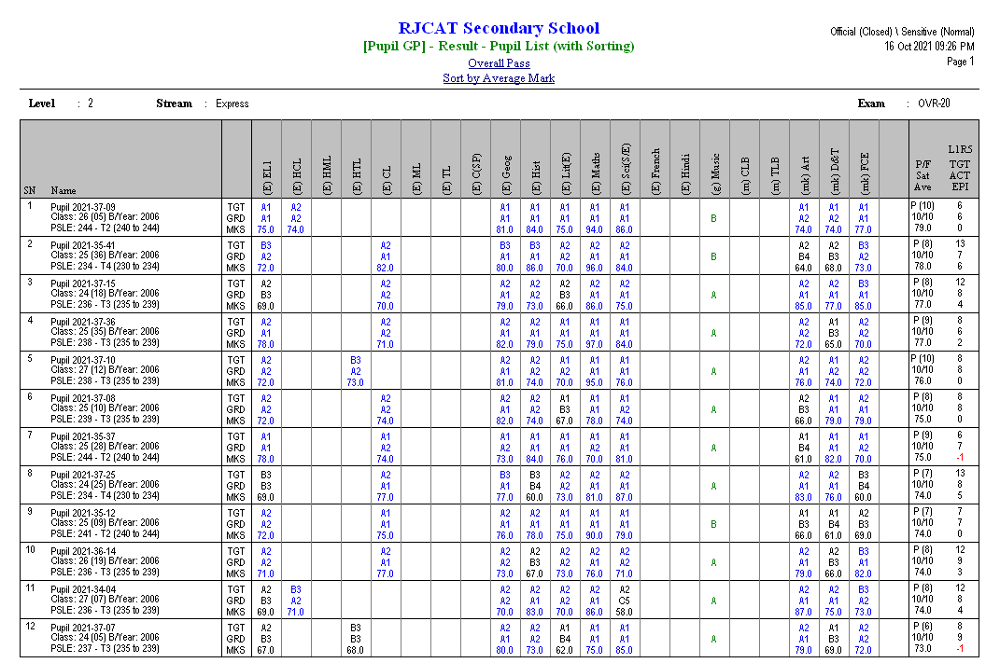 RJCAT Secondary School
[Pupil GP] - Result - Pupil List (with Sorting)
Overall Pass
Sort by Average Mark
Official (Closed) \ Sensitive (Normal)
16 Oct 2021 09:26 PM
Page 1
Level : 2 Stream : Express Exam : OVR-20
SN Name (E) EL1 (E) HCL (E) HML (E) HTL (E) CL (E) ML (E) TL (E) C(SP) (E) Geog (E) Hist (E) Lit(E) (E) Maths (E) Sci(S/E) (E) French (E) Hindi (g) Music (m) CLB (m) TLB (mk) Art (mk) D&T (mk) FCE
L1R5
P/F TGT
Sat ACT
Ave EPI
1 Pupil 2021-37-09 TGT A1 A2 A1 A1 A1 A1 A1 A1 A1 A1 P (10) 6
Class: 26 (05) B/Year: 2006 GRD A1 A2 A1 A1 A1 A1 A1 B A2 A2 A1 10/10 6
PSLE: 244 - T2 (240 to 244) MKS 75.0 74.0 81.0 84.0 75.0 94.0 86.0 74.0 74.0 77.0 79.0 0
2 Pupil 2021-35-41 TGT B3 A2 B3 B3 A2 A2 A2 A2 A2 B3 P (8) 13
Class: 25 (36) B/Year: 2006 GRD A2 A1 A1 A1 A2 A1 A1 B B4 B3 A2 10/10 7
PSLE: 234 - T4 (230 to 234) MKS 72.0 82.0 80.0 86.0 70.0 96.0 84.0 64.0 68.0 73.0 78.0 6
3 Pupil 2021-37-15 TGT A2 A2 A2 A2 A2 A2 A2 A2 A2 B3 P (8) 12
Class: 24 (18) B/Year: 2006 GRD B3 A2 A1 A2 B3 A1 A1 A A1 A1 A1 10/10 8
PSLE: 236 - T3 (235 to 239) MKS 69.0 70.0 79.0 73.0 66.0 86.0 75.0 85.0 77.0 85.0 77.0 4
4 Pupil 2021-37-36 TGT A2 A2 A2 A2 A1 A1 A1 A2 A1 A2 P (9) 8
Class: 25 (35) B/Year: 2006 GRD A1 A2 A1 A1 A1 A1 A1 A A2 B3 A2 10/10 6
PSLE: 238 - T3 (235 to 239) MKS 78.0 71.0 82.0 79.0 75.0 97.0 84.0 72.0 65.0 70.0 77.0 2
5 Pupil 2021-37-10 TGT A2 B3 A2 A2 A1 A1 A1 A2 A1 A2 P (10) 8
Class: 27 (12) B/Year: 2006 GRD A2 A2 A1 A2 A2 A1 A1 A A1 A2 A2 10/10 8
PSLE: 238 - T3 (235 to 239) MKS 72.0 73.0 81.0 74.0 70.0 95.0 76.0 76.0 74.0 72.0 76.0 0
6 Pupil 2021-37-08 TGT A2 A2 A2 A2 A1 A1 A1 A2 A1 A2 P (8) 8
Class: 25 (10) B/Year: 2006 GRD A2 A2 A1 A2 B3 A1 A2 A B3 A1 A1 10/10 8
PSLE: 239 - T3 (235 to 239) MKS 72.0 74.0 82.0 74.0 67.0 78.0 74.0 66.0 79.0 79.0 75.0 0
7 Pupil 2021-35-37 TGT A1 A1 A1 A1 A1 A1 A1 A1 A1 A1 P (9) 6
Class: 25 (28) B/Year: 2006 GRD A1 A2 A2 A1 A1 A2 A1 A B4 A1 A2 10/10 7
PSLE: 244 - T2 (240 to 244) MKS 78.0 74.0 73.0 84.0 76.0 70.0 81.0 61.0 82.0 70.0 75.0 -1
8 Pupil 2021-37-25 TGT B3 A2 B3 B3 A2 A2 A2 A2 A2 B3 P (7) 13
Class: 24 (25) B/Year: 2006 GRD B3 A1 A1 B4 A2 A1 A1 A A1 A1 B4 10/10 8
PSLE: 234 - T4 (230 to 234) MKS 69.0 77.0 77.0 60.0 73.0 81.0 87.0 83.0 76.0 60.0 74.0 5
9 Pupil 2021-35-12 TGT A2 A1 A2 A2 A1 A1 A1 A1 A1 A2 P (7) 7
Class: 25 (09) B/Year: 2006 GRD A2 A1 A1 A1 A1 A1 A1 B B3 B4 B3 10/10 7
PSLE: 241 - T2 (240 to 244) MKS 72.0 75.0 76.0 78.0 75.0 90.0 79.0 66.0 61.0 69.0 74.0 0
10 Pupil 2021-36-14 TGT A2 A2 A2 A2 A2 A2 A2 A2 A2 B3 P (8) 12
Class: 26 (19) B/Year: 2006 GRD A2 A1 A2 B3 A2 A1 A2 A A1 B3 A1 10/10 9
PSLE: 236 - T3 (235 to 239) MKS 71.0 77.0 73.0 67.0 73.0 76.0 71.0 79.0 66.0 82.0 74.0 3
11 Pupil 2021-34-04 TGT A2 B3 A2 A2 A2 A2 A2 A2 A2 B3 P (8) 12
Class: 27 (07) B/Year: 2006 GRD B3 A2 A2 A1 A2 A1 C5 A A1 A1 A2 10/10 8
PSLE: 236 - T3 (235 to 239) MKS 69.0 71.0 70.0 83.0 70.0 86.0 58.0 87.0 75.0 73.0 74.0 4
12 Pupil 2021-37-07 TGT A2 B3 A2 A2 A1 A1 A1 A2 A1 A2 P (6) 8
Class: 24 (05) B/Year: 2006 GRD B3 B3 A1 A2 B4 A1 A1 A A1 B3 A2 10/10 9
PSLE: 237 - T3 (235 to 239) MKS 67.0 68.0 80.0 73.0 62.0 75.0 85.0 79.0 69.0 72.0 73.0 -1